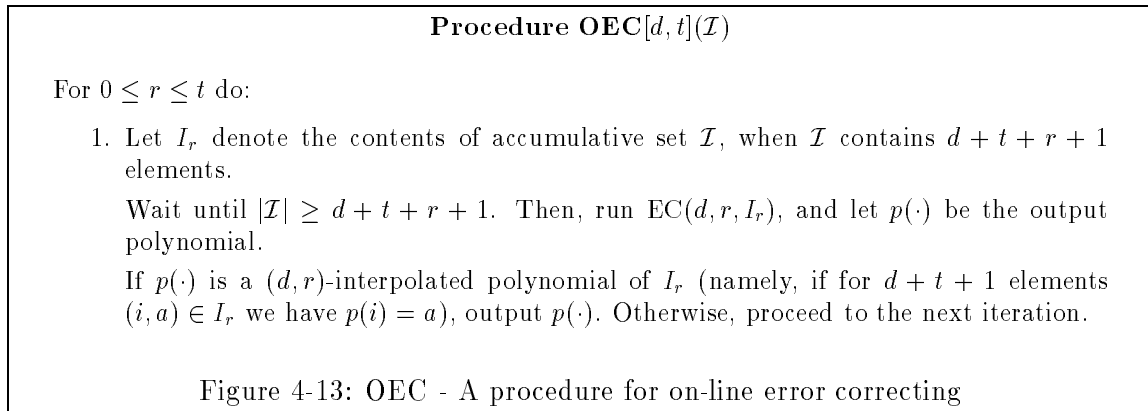 Procedure OEC[d, t](ℐ)
For 0 ≤ r ≤ t do:
1. Let I_r denote the contents of accumulative set ℐ, when ℐ contains d + t + r + 1
elements.
Wait until |ℐ| ≥ d + t + r + 1. Then, run EC(d, r, I_r), and let p(·) be the output
polynomial.
If p(·) is a (d, r)-interpolated polynomial of I_r (namely, if for d + t + 1 elements
(i, a) ∈ I_r we have p(i) = a), output p(·). Otherwise, proceed to the next iteration.
Figure 4-13: OEC - A procedure for on-line error correcting